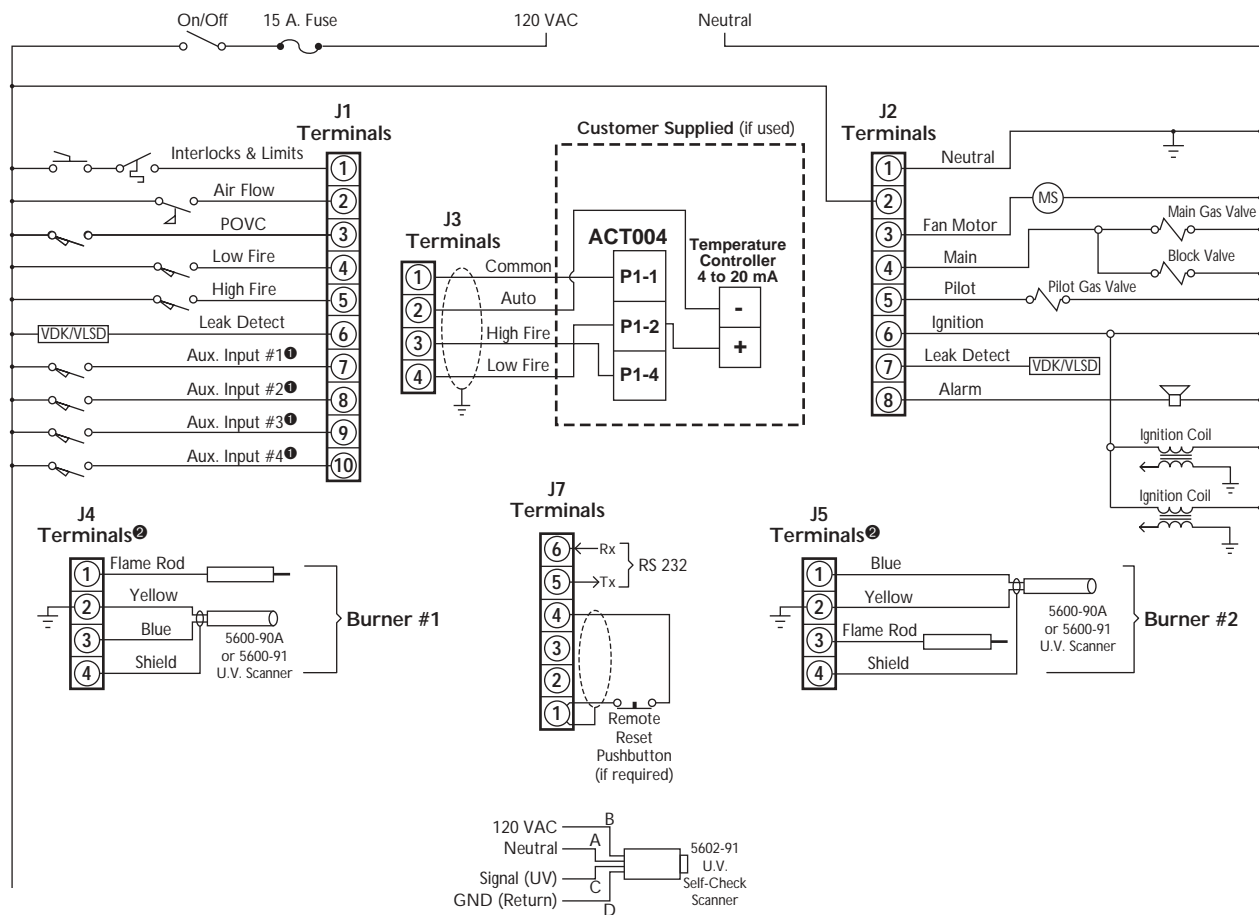 On/Off
15 A. Fuse
120 VAC
Neutral
J1
Terminals
Interlocks & Limits
1
Air Flow
2
POVC
3
Low Fire
4
High Fire
5
VDK/VLSD
Leak Detect
6
Aux. Input #1❶
7
Aux. Input #2❶
8
Aux. Input #3❶
9
Aux. Input #4❶
10
J3
Terminals
1
Common
2
Auto
3
High Fire
4
Low Fire
Customer Supplied (if used)
ACT004
P1-1
P1-2
P1-4
Temperature
Controller
4 to 20 mA
-
+
J2
Terminals
1
Neutral
2
3
Fan Motor
MS
4
Main
Main Gas Valve
Block Valve
5
Pilot
Pilot Gas Valve
6
Ignition
7
Leak Detect
VDK/VLSD
8
Alarm
Ignition Coil
Ignition Coil
J4
Terminals❷
1
Flame Rod
2
Yellow
3
Blue
4
Shield
5600-90A
or 5600-91
U.V. Scanner
Burner #1
J7
Terminals
6
Rx
5
Tx
RS 232
4
3
2
1
Remote
Reset
Pushbutton
(if required)
J5
Terminals❷
1
Blue
2
Yellow
3
Flame Rod
4
Shield
5600-90A
or 5600-91
U.V. Scanner
Burner #2
120 VAC
B
Neutral
A
Signal (UV)
C
GND (Return)
D
5602-91
U.V.
Self-Check
Scanner